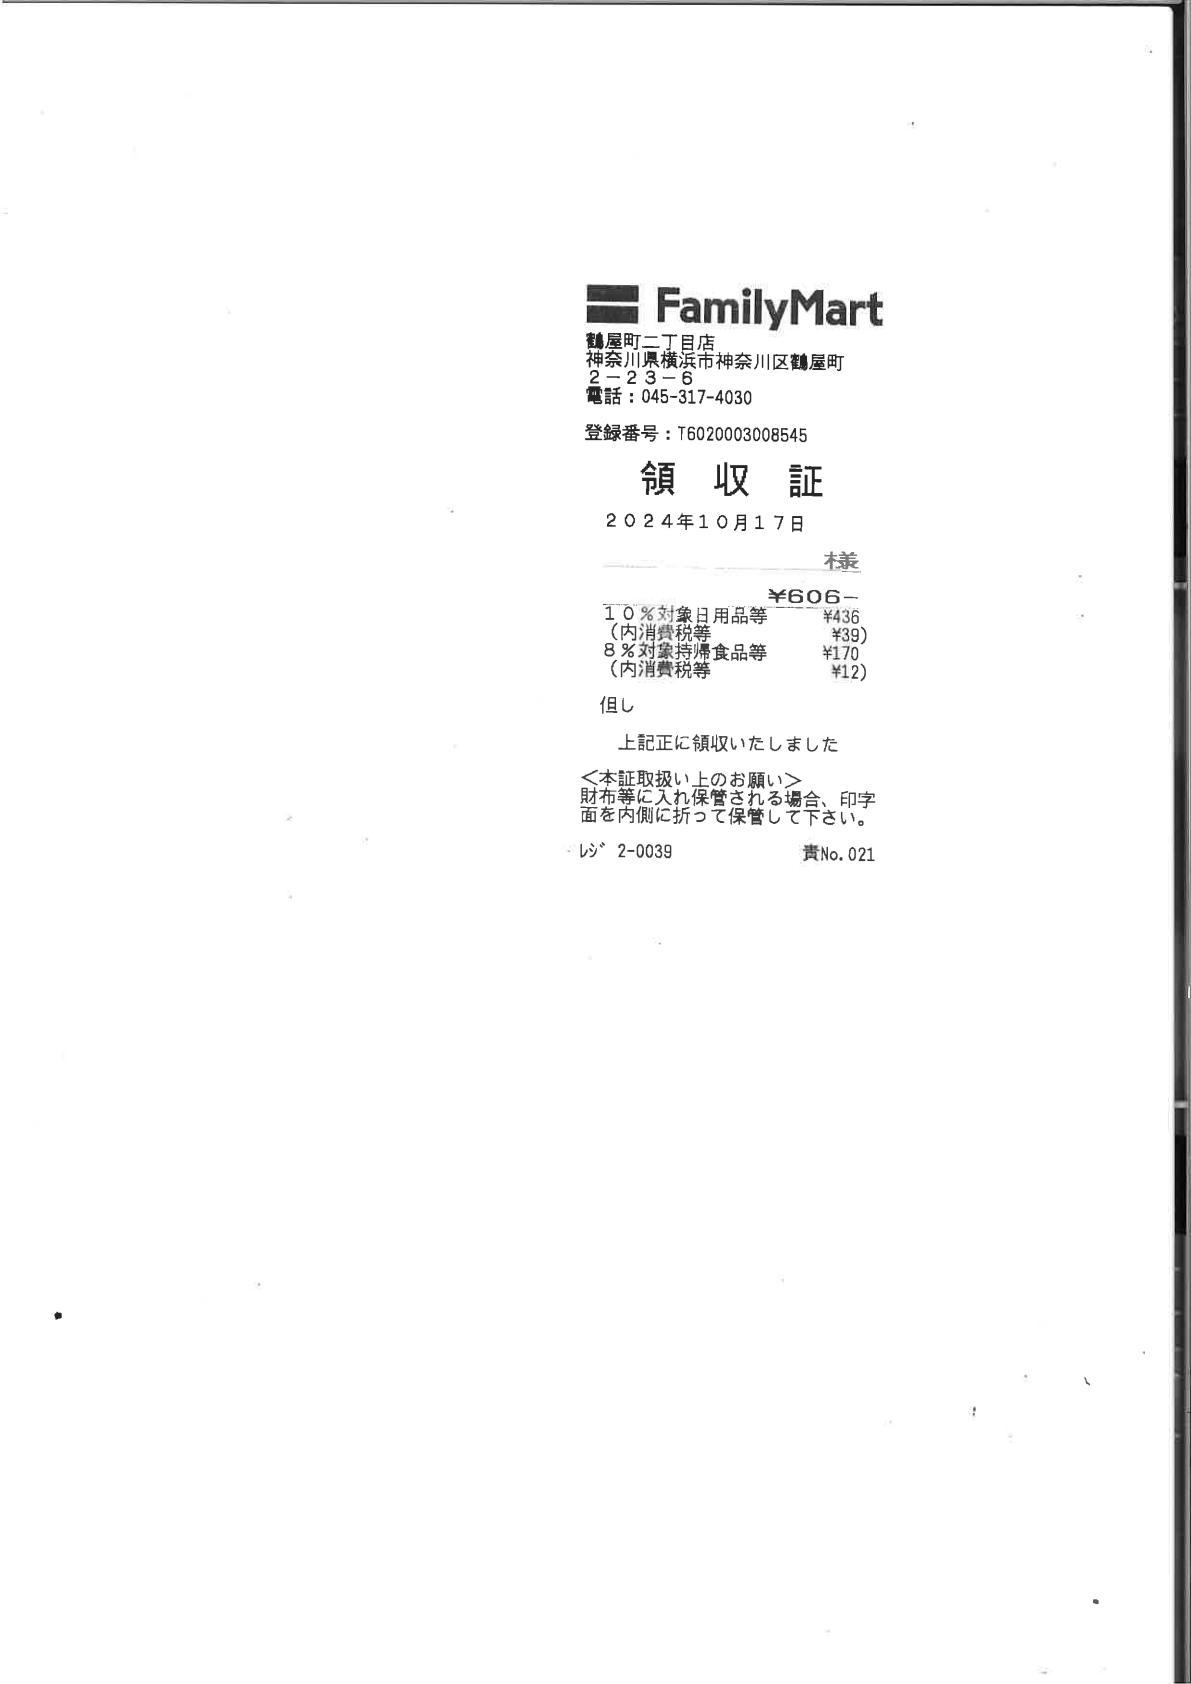 FamilyMart
鶴屋町二丁目店
神奈川県横浜市神奈川区鶴屋町
2－23－6
電話：045-317-4030
登録番号：T6020003008545
領 収 証
2024年10月17日
様
¥606−
10%対象日用品等 ¥436
(内消費税等 ¥39)
8%対象持帰食品等 ¥170
(内消費税等 ¥12)
但し
上記正に領収いたしました
＜本証取扱い上のお願い＞
財布等に入れ保管される場合、印字
面を内側に折って保管して下さい。
ﾚｼﾞ 2-0039 責No.021